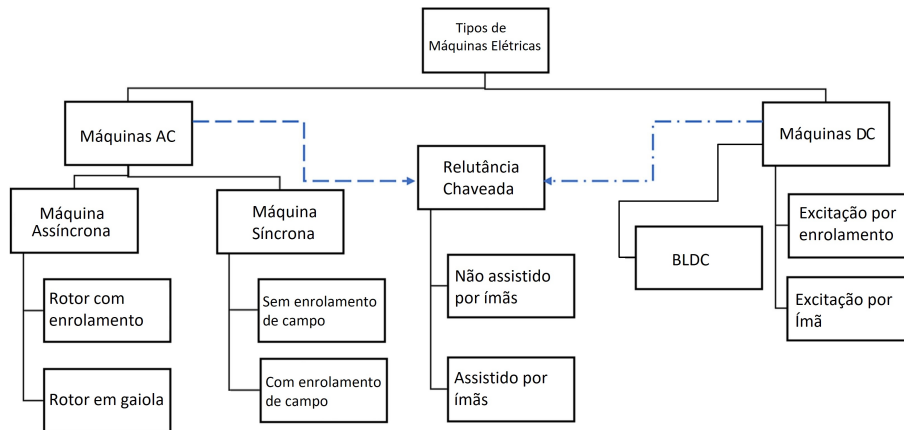 Tipos de
Máquinas Elétricas
Máquinas AC
Máquinas DC
Relutância
Chaveada
Máquina
Assíncrona
Máquina
Síncrona
Excitação por
enrolamento
BLDC
Não assistido
por ímãs
Rotor com
enrolamento
Sem enrolamento
de campo
Excitação por
Ímã
Rotor em gaiola
Com enrolamento
de campo
Assistido por
ímãs